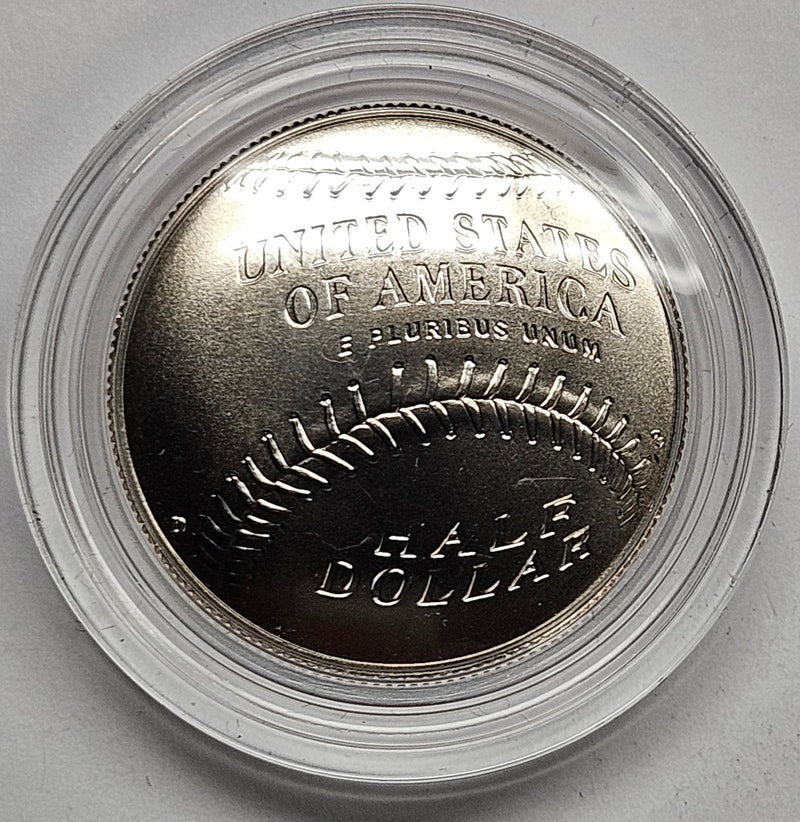 UNITED STATES
OF AMERICA
E PLURIBUS UNUM
D
HALF
DOLLAR